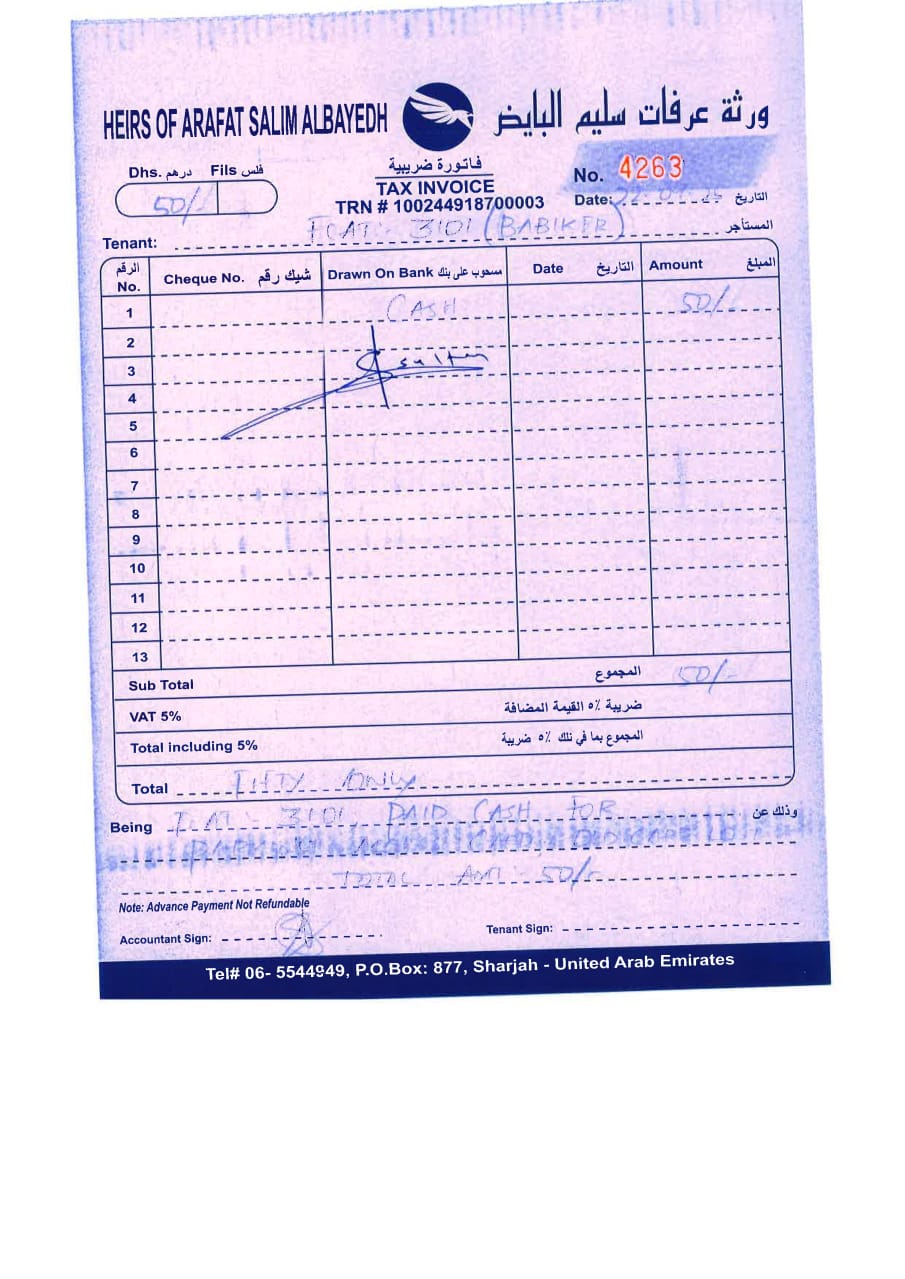 HEIRS OF ARAFAT SALIM ALBAYEDH ورثة عرفات سليم البايض
Dhs. درهم Fils فلس
50/-
فاتورة ضريبية
TAX INVOICE
TRN # 100244918700003
No. 4263
Date: التاريخ
Tenant: FLAT - 3101 (BABIKER) المستأجر
الرقم No. Cheque No. شيك رقم Drawn On Bank مسحوب على بنك Date التاريخ Amount المبلغ
1 CASH 50/-
2
3
4
5
6
7
8
9
10
11
12
13
Sub Total المجموع 50/-
VAT 5% ضريبة ٥٪ القيمة المضافة
Total including 5% المجموع بما في ذلك ٥٪ ضريبة
Total FIFTY ONLY
Being FLAT - 3101 PAID CASH FOR وذلك عن
TOTAL AMT - 50/-
Note: Advance Payment Not Refundable
Accountant Sign: Tenant Sign:
Tel# 06- 5544949, P.O.Box: 877, Sharjah - United Arab Emirates